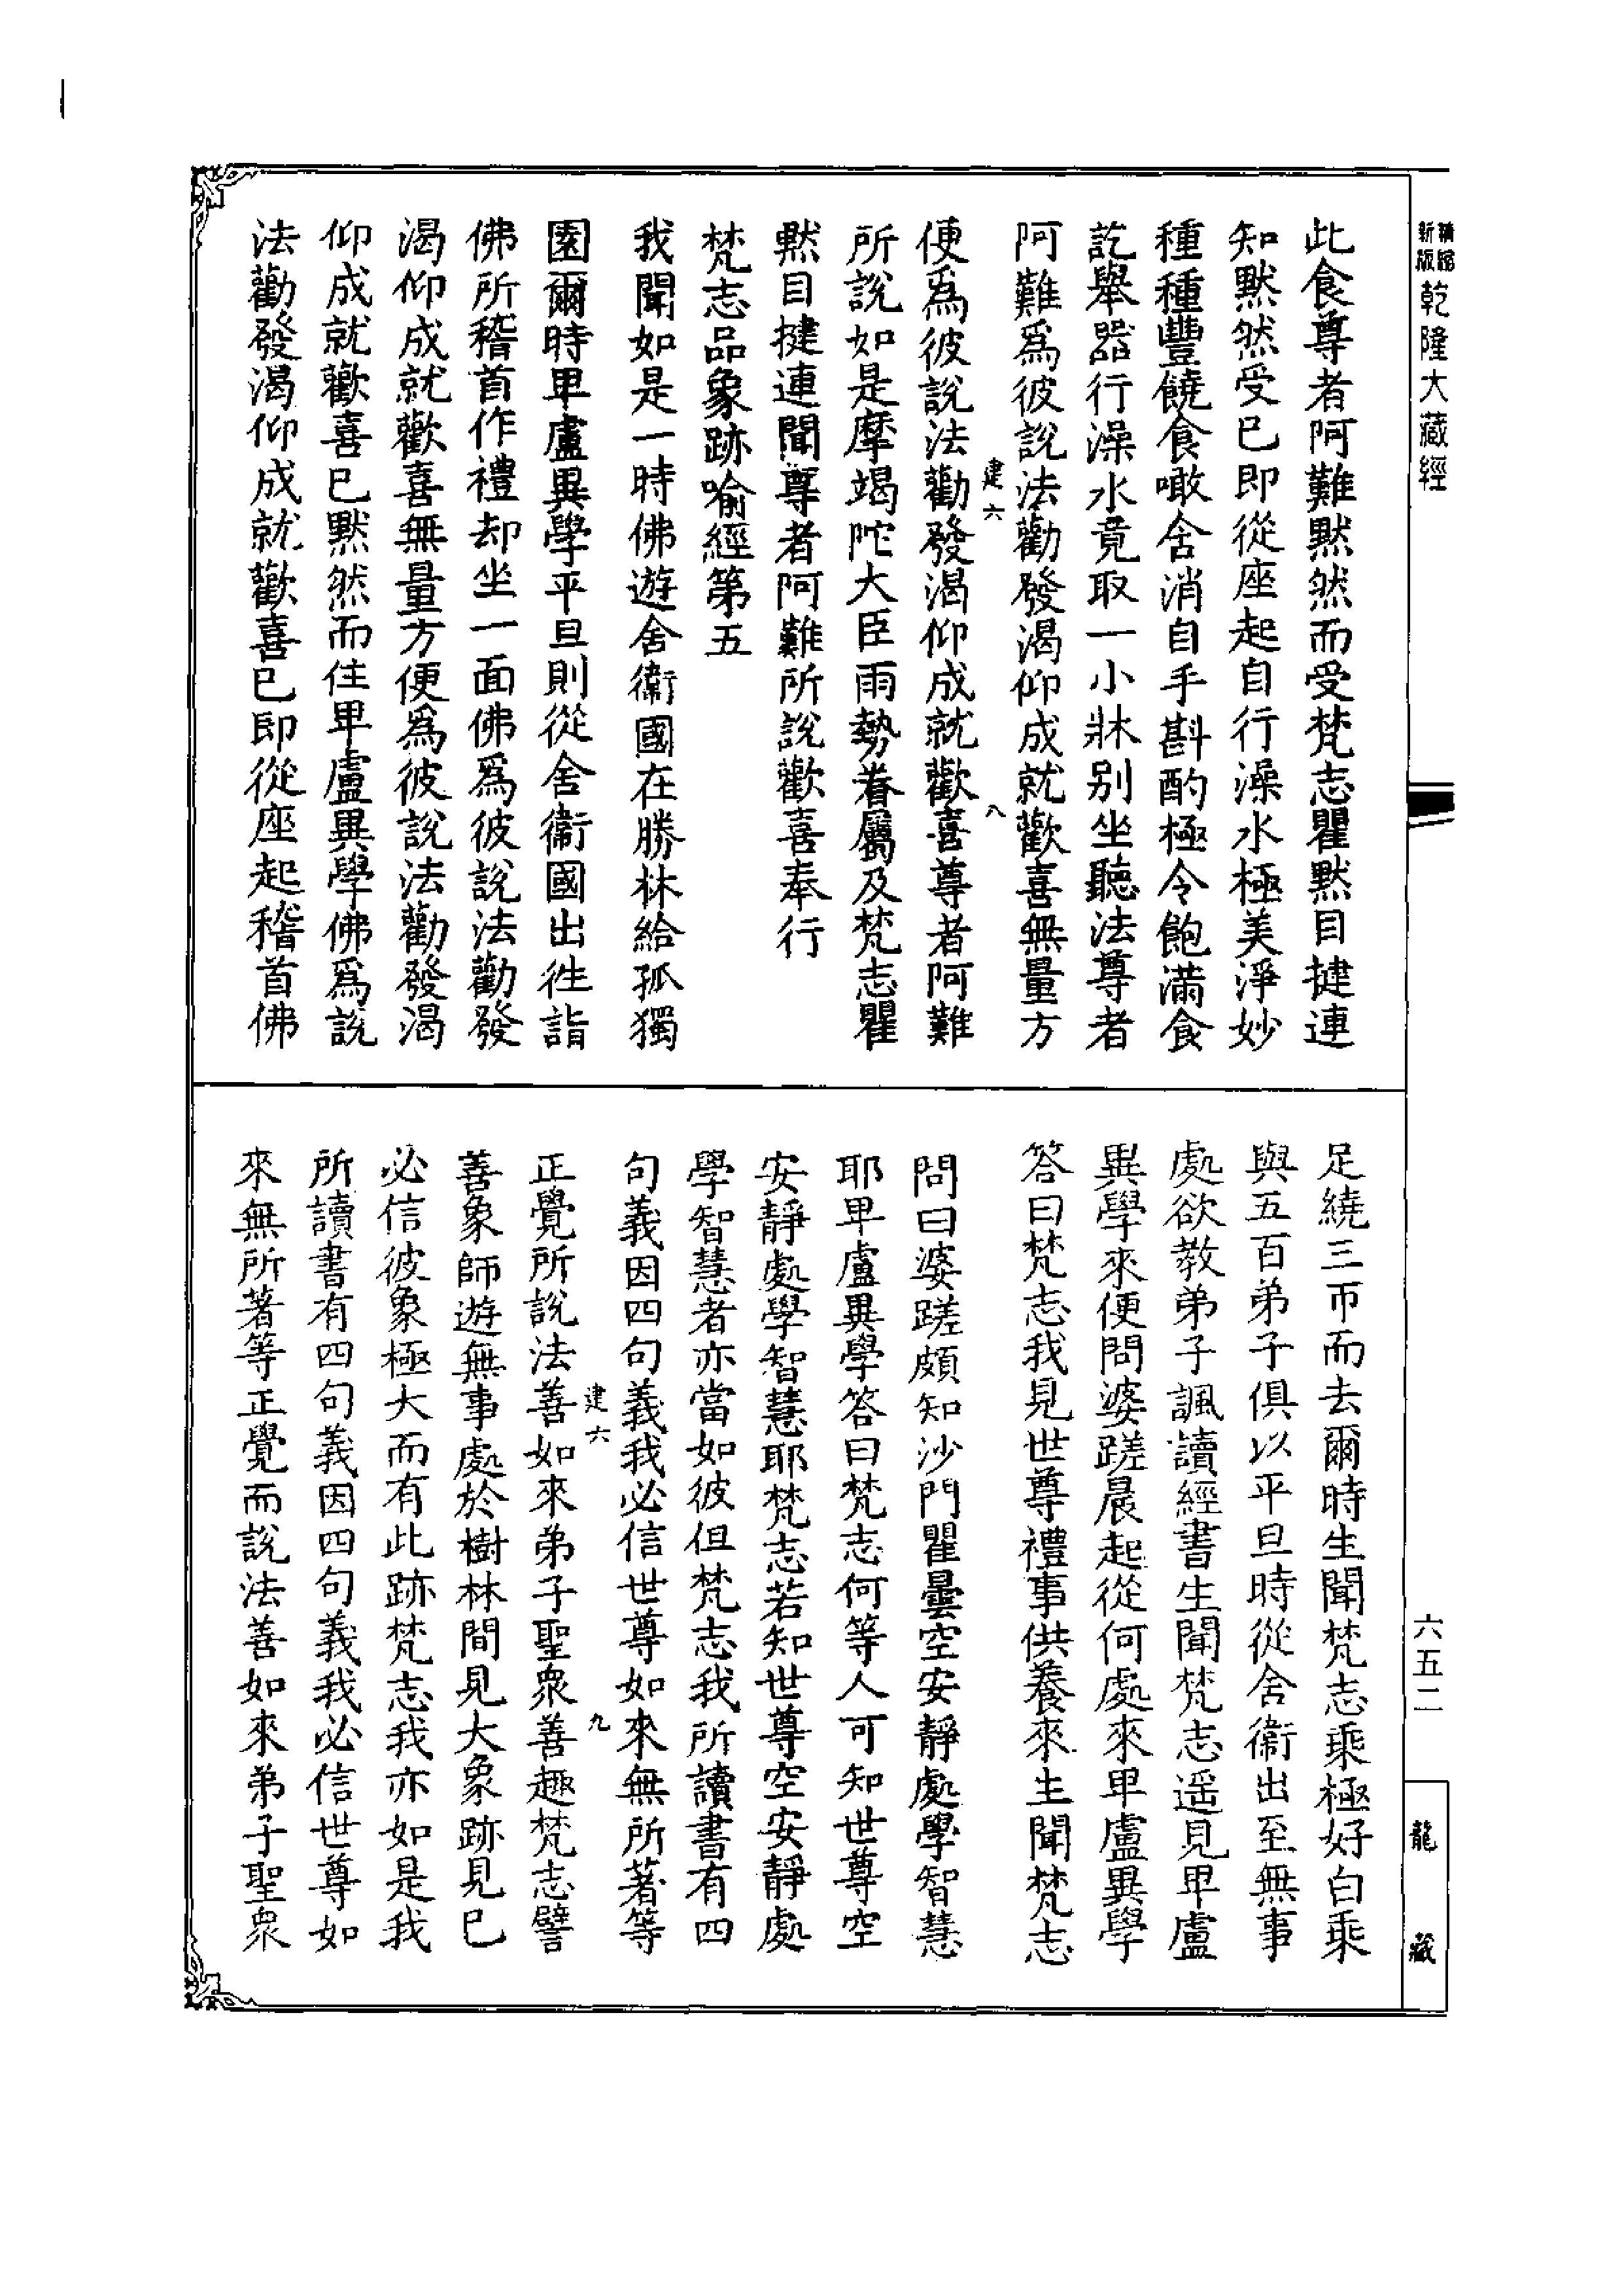 精縮
新版
乾隆大藏經
此食尊者阿難默然而受梵志瞿默目揵連
知默然受已即從座起自行澡水極美淨妙
種種豐饒食噉含消自手斟酌極令飽滿食
訖舉器行澡水竟取一小牀別坐聽法尊者
阿難爲彼說法勸發渴仰成就歡喜無量方
建六 八
便爲彼說法勸發渴仰成就歡喜尊者阿難
所說如是摩竭陀大臣雨勢眷屬及梵志瞿
默目揵連聞尊者阿難所說歡喜奉行
梵志品象跡喻經第五
我聞如是一時佛遊舍衞國在勝林給孤獨
園爾時卑盧異學平旦則從舍衞國出往詣
佛所稽首作禮却坐一面佛爲彼說法勸發
渴仰成就歡喜無量方便爲彼說法勸發渴
仰成就歡喜已默然而住卑盧異學佛爲說
法勸發渴仰成就歡喜已即從座起稽首佛
足繞三帀而去爾時生聞梵志乘極好白乘
與五百弟子俱以平旦時從舍衞出至無事
處欲教弟子諷讀經書生聞梵志遥見卑盧
異學來便問婆蹉晨起從何處來卑盧異學
答曰梵志我見世尊禮事供養來生聞梵志
問曰婆蹉頗知沙門瞿曇空安靜處學智慧
耶卑盧異學答曰梵志何等人可知世尊空
安靜處學智慧耶梵志若知世尊空安靜處
學智慧者亦當如彼但梵志我所讀書有四
句義因四句義我必信世尊如來無所著等
建六 九
正覺所說法善如來弟子聖衆善趣梵志譬
善象師遊無事處於樹林間見大象跡見已
必信彼象極大而有此跡梵志我亦如是我
所讀書有四句義因四句義我必信世尊如
來無所著等正覺而說法善如來弟子聖衆
六五二
龍藏